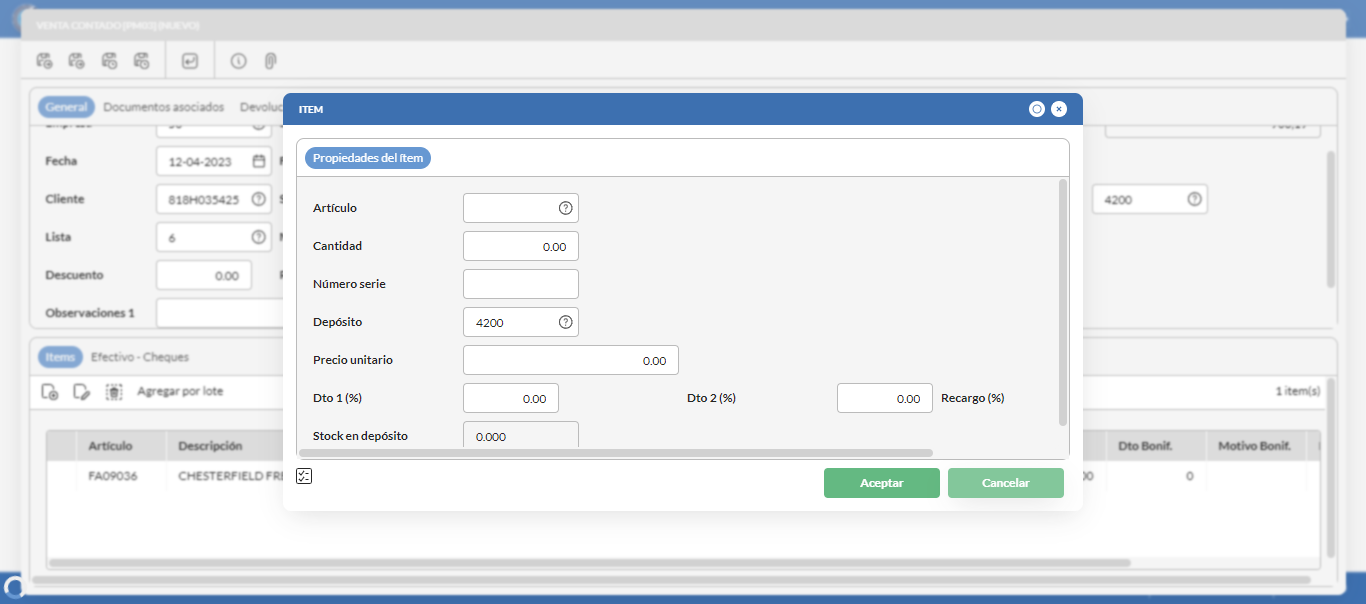 VENTA CONTADO (PM03) (NUEVO)
General Documentos asociados
Fecha 12-04-2023
Cliente 818H035425 4200
Lista 6
Descuento 0.00
Observaciones 1
Items Efectivo - Cheques
Agregar por lote 1 item(s)
Artículo Descripción Dto Bonif. Motivo Bonif.
FA09036 CHESTERFIELD 0
ITEM
Propiedades del ítem
Artículo
Cantidad 0.00
Número serie
Depósito 4200
Precio unitario 0.00
Dto 1 (%) 0.00 Dto 2 (%) 0.00 Recargo (%)
Stock en depósito 0.000
Aceptar Cancelar